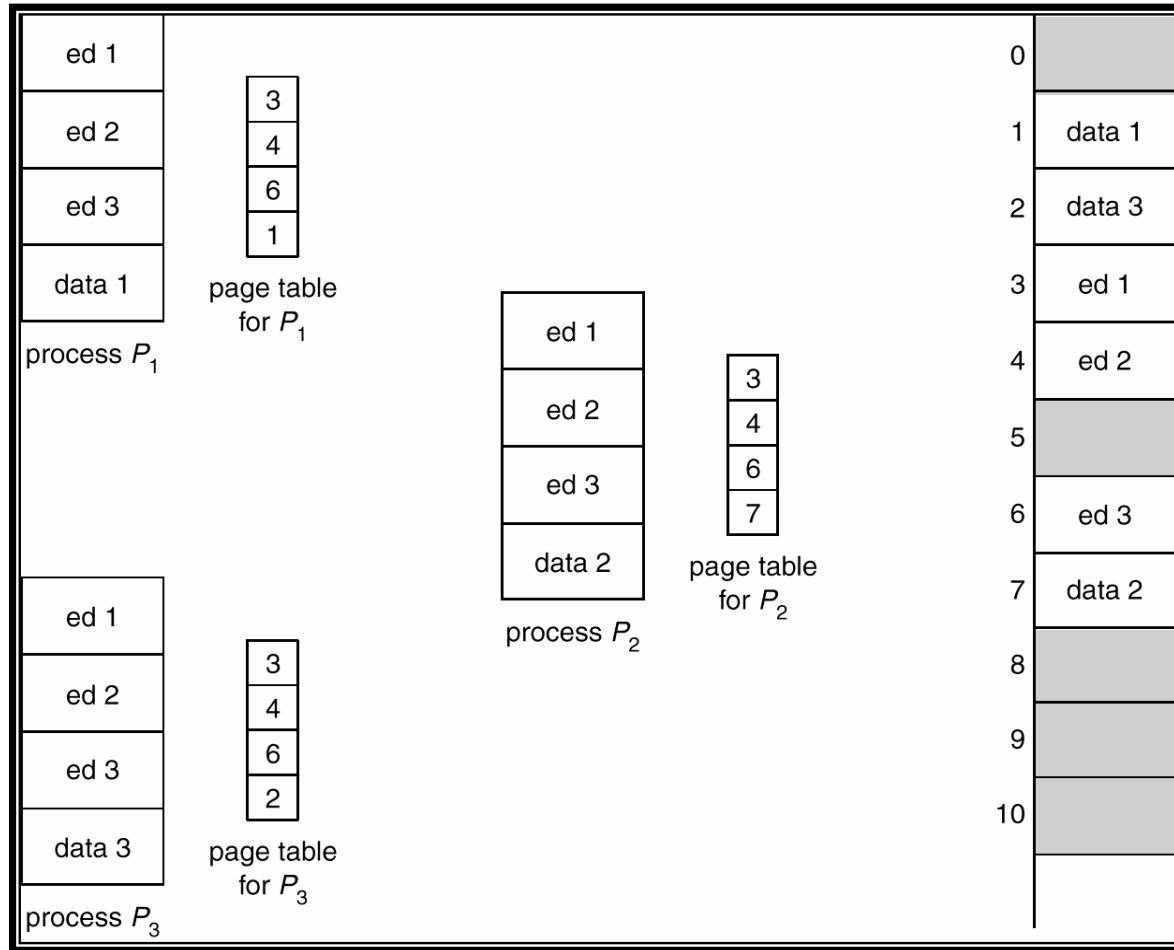 ed 1
ed 2
ed 3
data 1
process P1
3
4
6
1
page table
for P1
ed 1
ed 2
ed 3
data 2
process P2
3
4
6
7
page table
for P2
ed 1
ed 2
ed 3
data 3
process P3
3
4
6
2
page table
for P3
0
1 data 1
2 data 3
3 ed 1
4 ed 2
5
6 ed 3
7 data 2
8
9
10